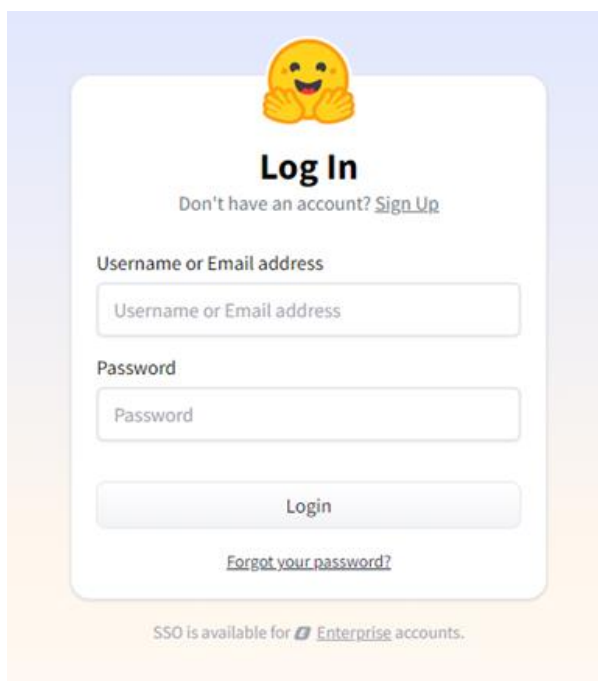 Log In
Don't have an account? Sign Up
Username or Email address
Username or Email address
Password
Password
Login
Forgot your password?
SSO is available for Enterprise accounts.